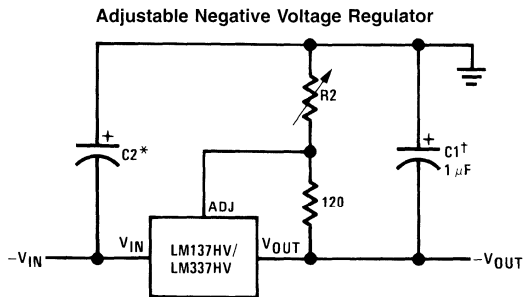 Adjustable Negative Voltage Regulator
R2
+
C2*
+
C1†
1 μF
ADJ
120
VIN
LM137HV/
LM337HV
VOUT
–VIN
–VOUT